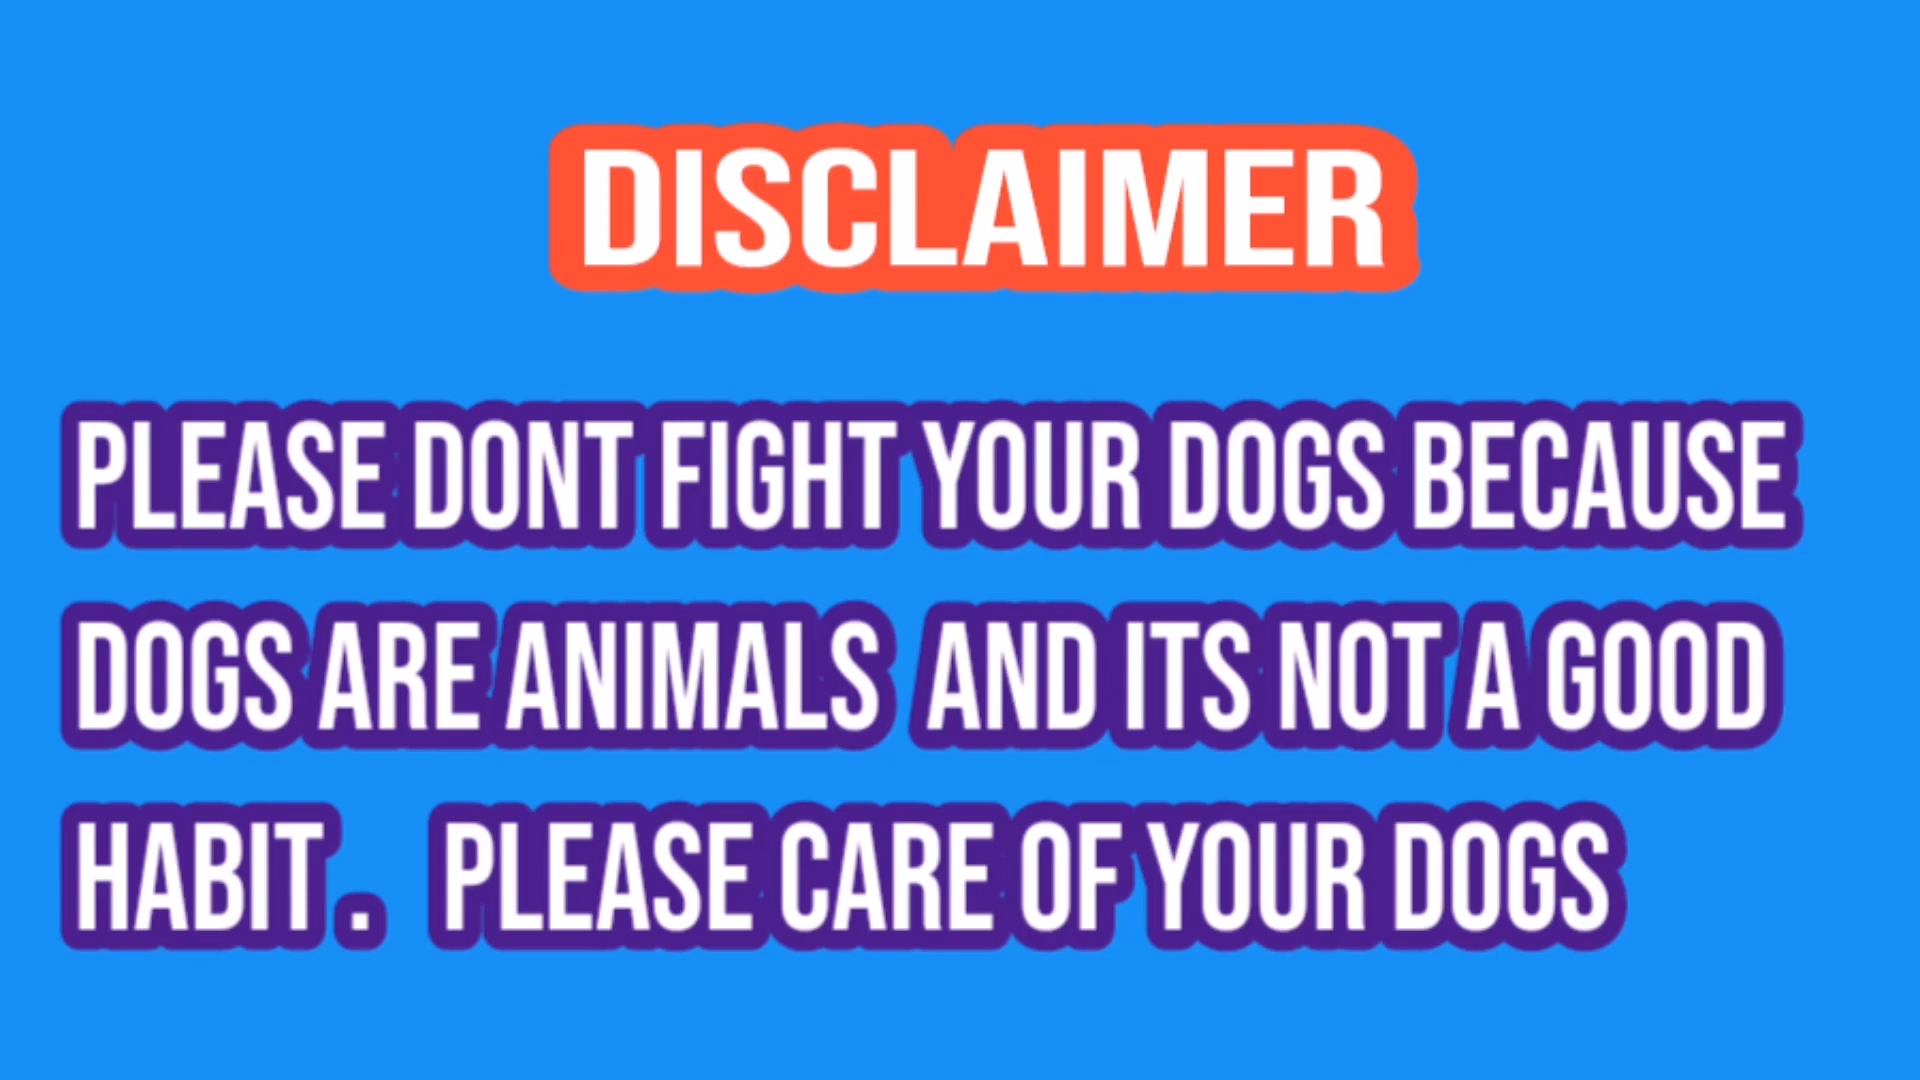 DISCLAIMER
PLEASE DONT FIGHT YOUR DOGS BECAUSE
DOGS ARE ANIMALS AND ITS NOT A GOOD
HABIT. PLEASE CARE OF YOUR DOGS